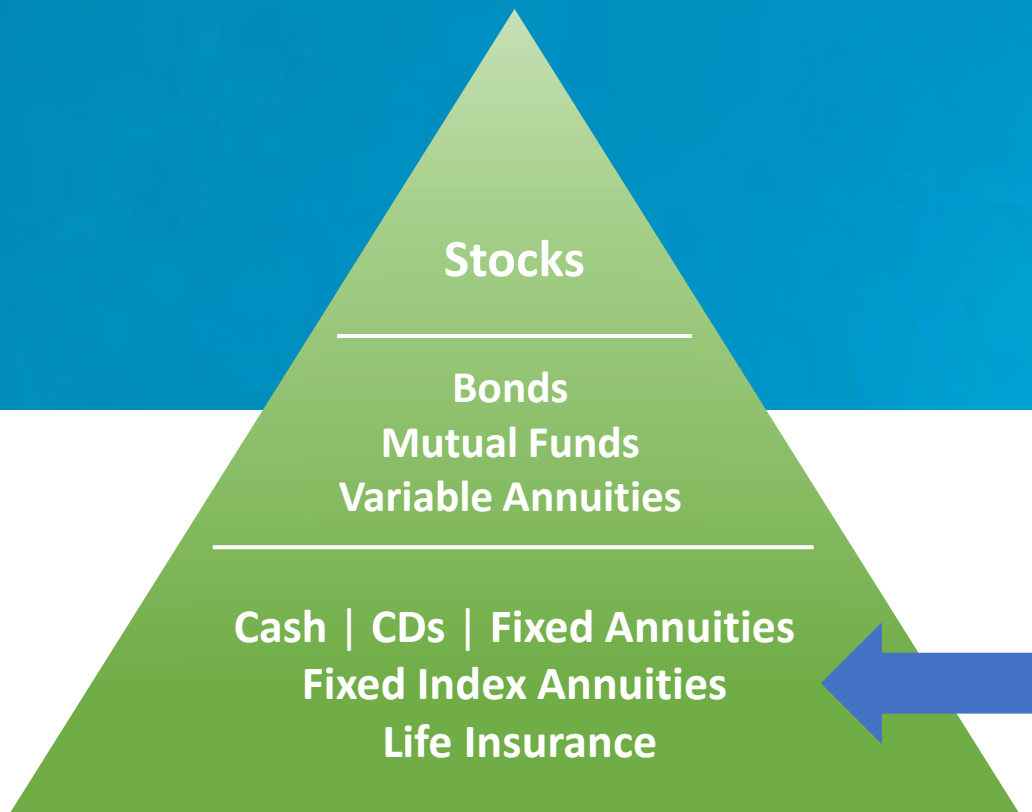 Stocks
Bonds
Mutual Funds
Variable Annuities
Cash | CDs | Fixed Annuities
Fixed Index Annuities
Life Insurance